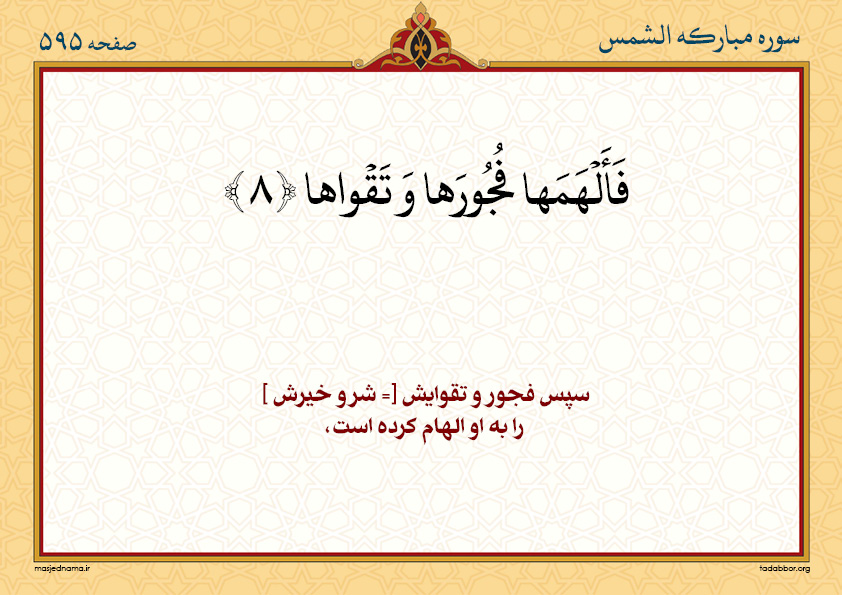 سوره مبارکه الشمس
صفحه ۵۹۵
فَأَلْهَمَها فُجُورَها وَ تَقْواها ﴿۸﴾
سپس فجور و تقوایش [= شر و خیرش ]
را به او الهام کرده است،
masjednama.ir
tadabbor.org